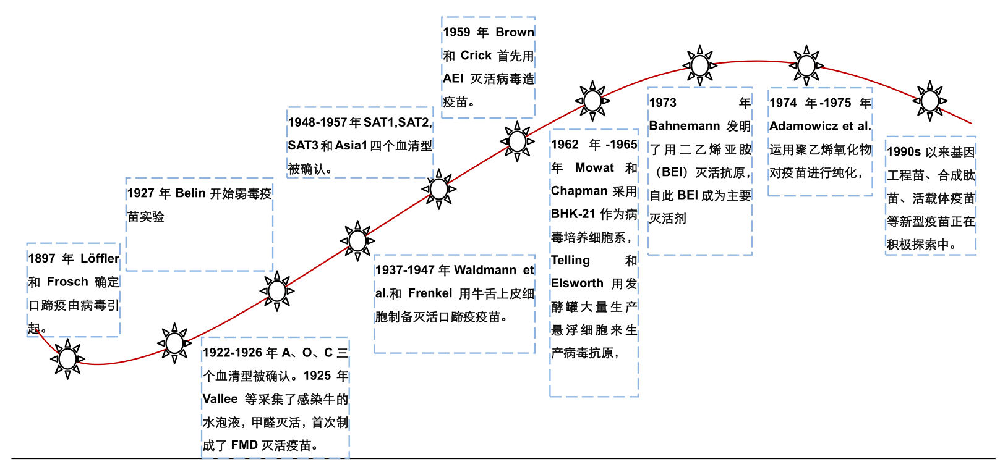 1897 年 Löffler
和 Frosch 确定
口蹄疫由病毒引
起。
1927 年 Belin 开始弱毒疫
苗实验
1922-1926 年 A、O、C 三
个血清型被确认。1925 年
Vallee 等采集了感染牛的
水泡液，甲醛灭活，首次制
成了 FMD 灭活疫苗。
1948-1957 年 SAT1,SAT2,
SAT3 和 Asia1 四个血清型
被确认。
1937-1947 年 Waldmann et
al.和 Frenkel 用牛舌上皮细
胞制备灭活口蹄疫疫苗。
1959 年 Brown
和 Crick 首先用
AEI 灭活病毒造
疫苗。
1962 年 -1965
年 Mowat 和
Chapman 采用
BHK-21 作为病
毒培养细胞系，
Telling 和
Elsworth 用发
酵罐大量生产
悬浮细胞来生
产病毒抗原，
1973 年
Bahnemann 发明
了用二乙烯亚胺
（BEI）灭活抗原，
自此 BEI 成为主要
灭活剂
1974 年 -1975 年
Adamowicz et al.
运用聚乙烯氧化物
对疫苗进行纯化，
1990s 以来基因
工程苗、合成肽
苗、活载体疫苗
等新型疫苗正在
积极探索中。